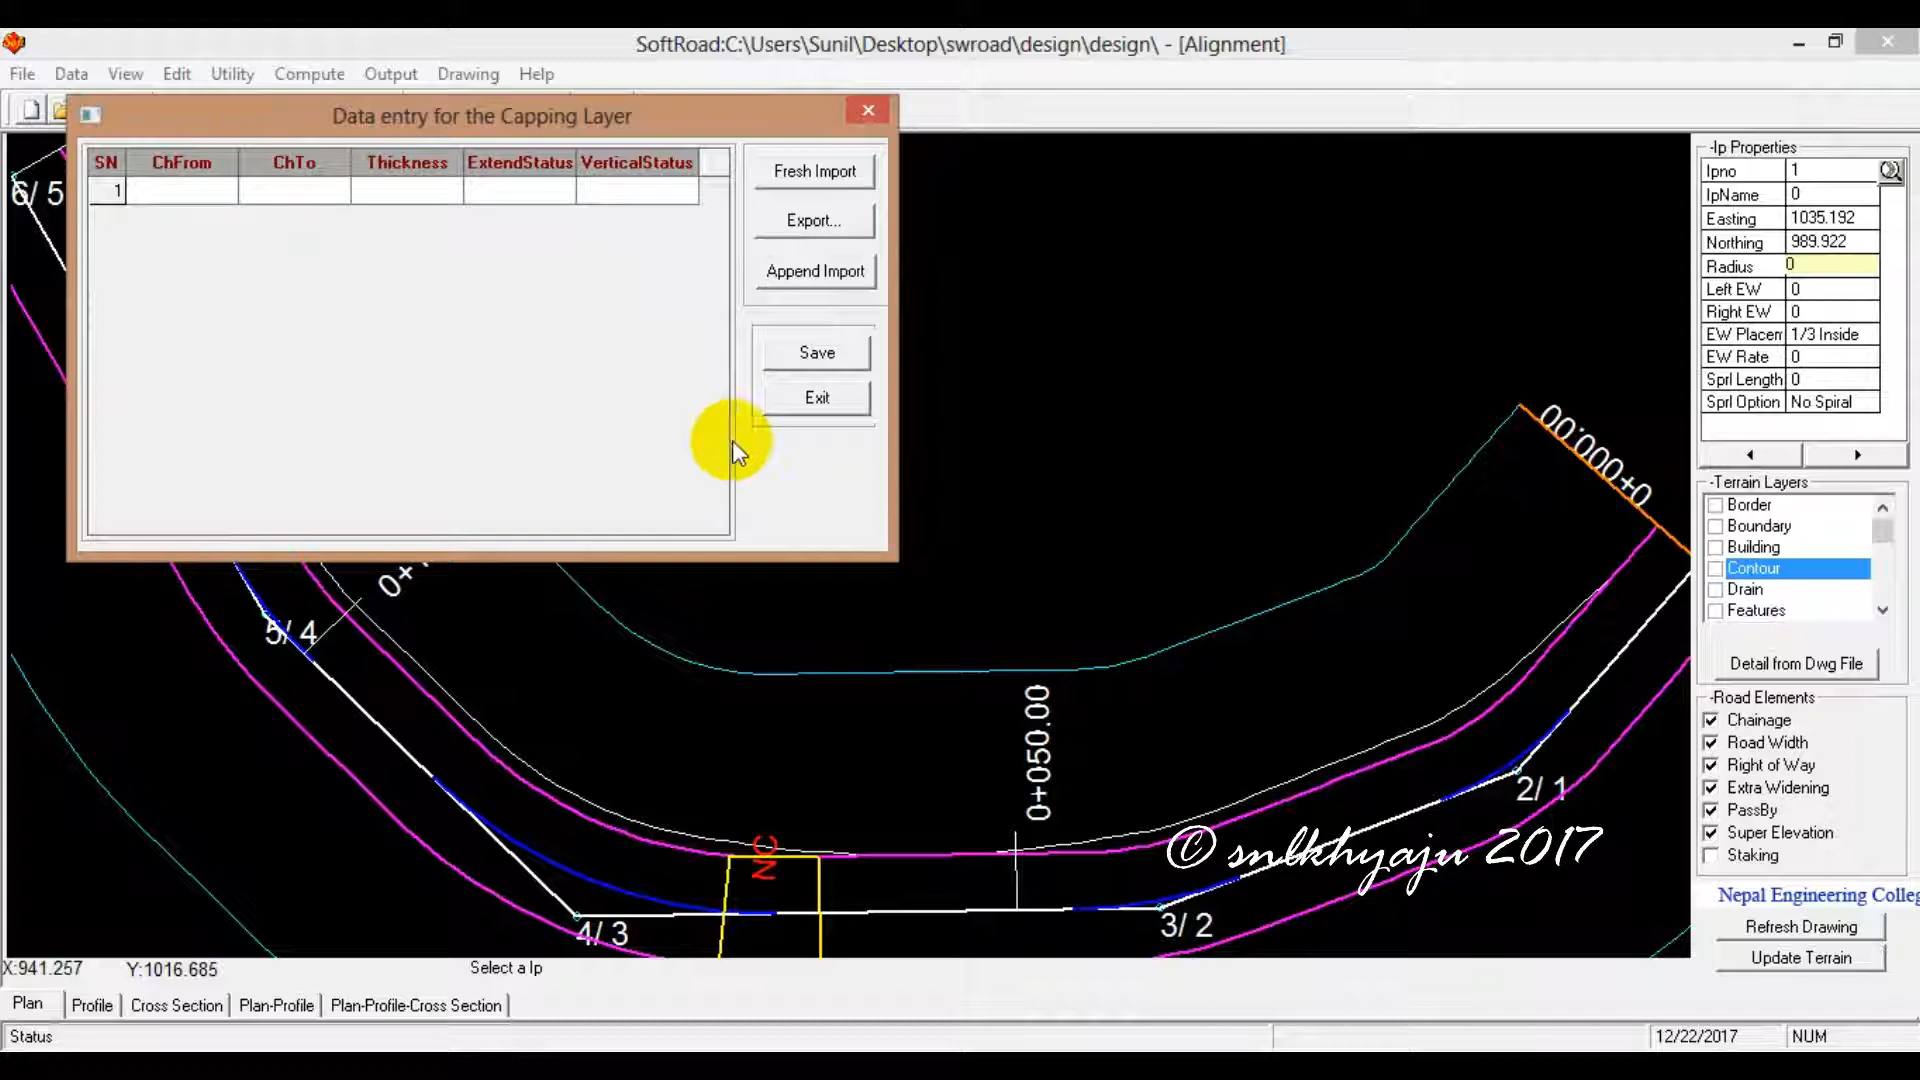 SoftRoad:C:\Users\Sunil\Desktop\swroad\design\design\ - [Alignment]
File Data View Edit Utility Compute Output Drawing Help
Data entry for the Capping Layer
SN ChFrom ChTo Thickness ExtendStatus VerticalStatus
1
Fresh Import
Export...
Append Import
Save
Exit
-Ip Properties
Ipno 1
IpName 0
Easting 1035.192
Northing 989.922
Radius 0
Left EW 0
Right EW 0
EW Placen 1/3 Inside
EW Rate 0
Sprl Length 0
Sprl Option No Spiral
-Terrain Layers
Border
Boundary
Building
Contour
Drain
Features
Detail from Dwg File
-Road Elements
Chainage
Road Width
Right of Way
Extra Widening
PassBy
Super Elevation
Staking
Nepal Engineering Colleg
Refresh Drawing
Update Terrain
6/ 5
5/ 4
0+000.00
0+050.00
2/ 1
NC
4/ 3
3/ 2
© snlkhyaju 2017
X:941.257 Y:1016.685 Select a Ip
Plan Profile Cross Section Plan-Profile Plan-Profile-Cross Section
Status 12/22/2017 NUM